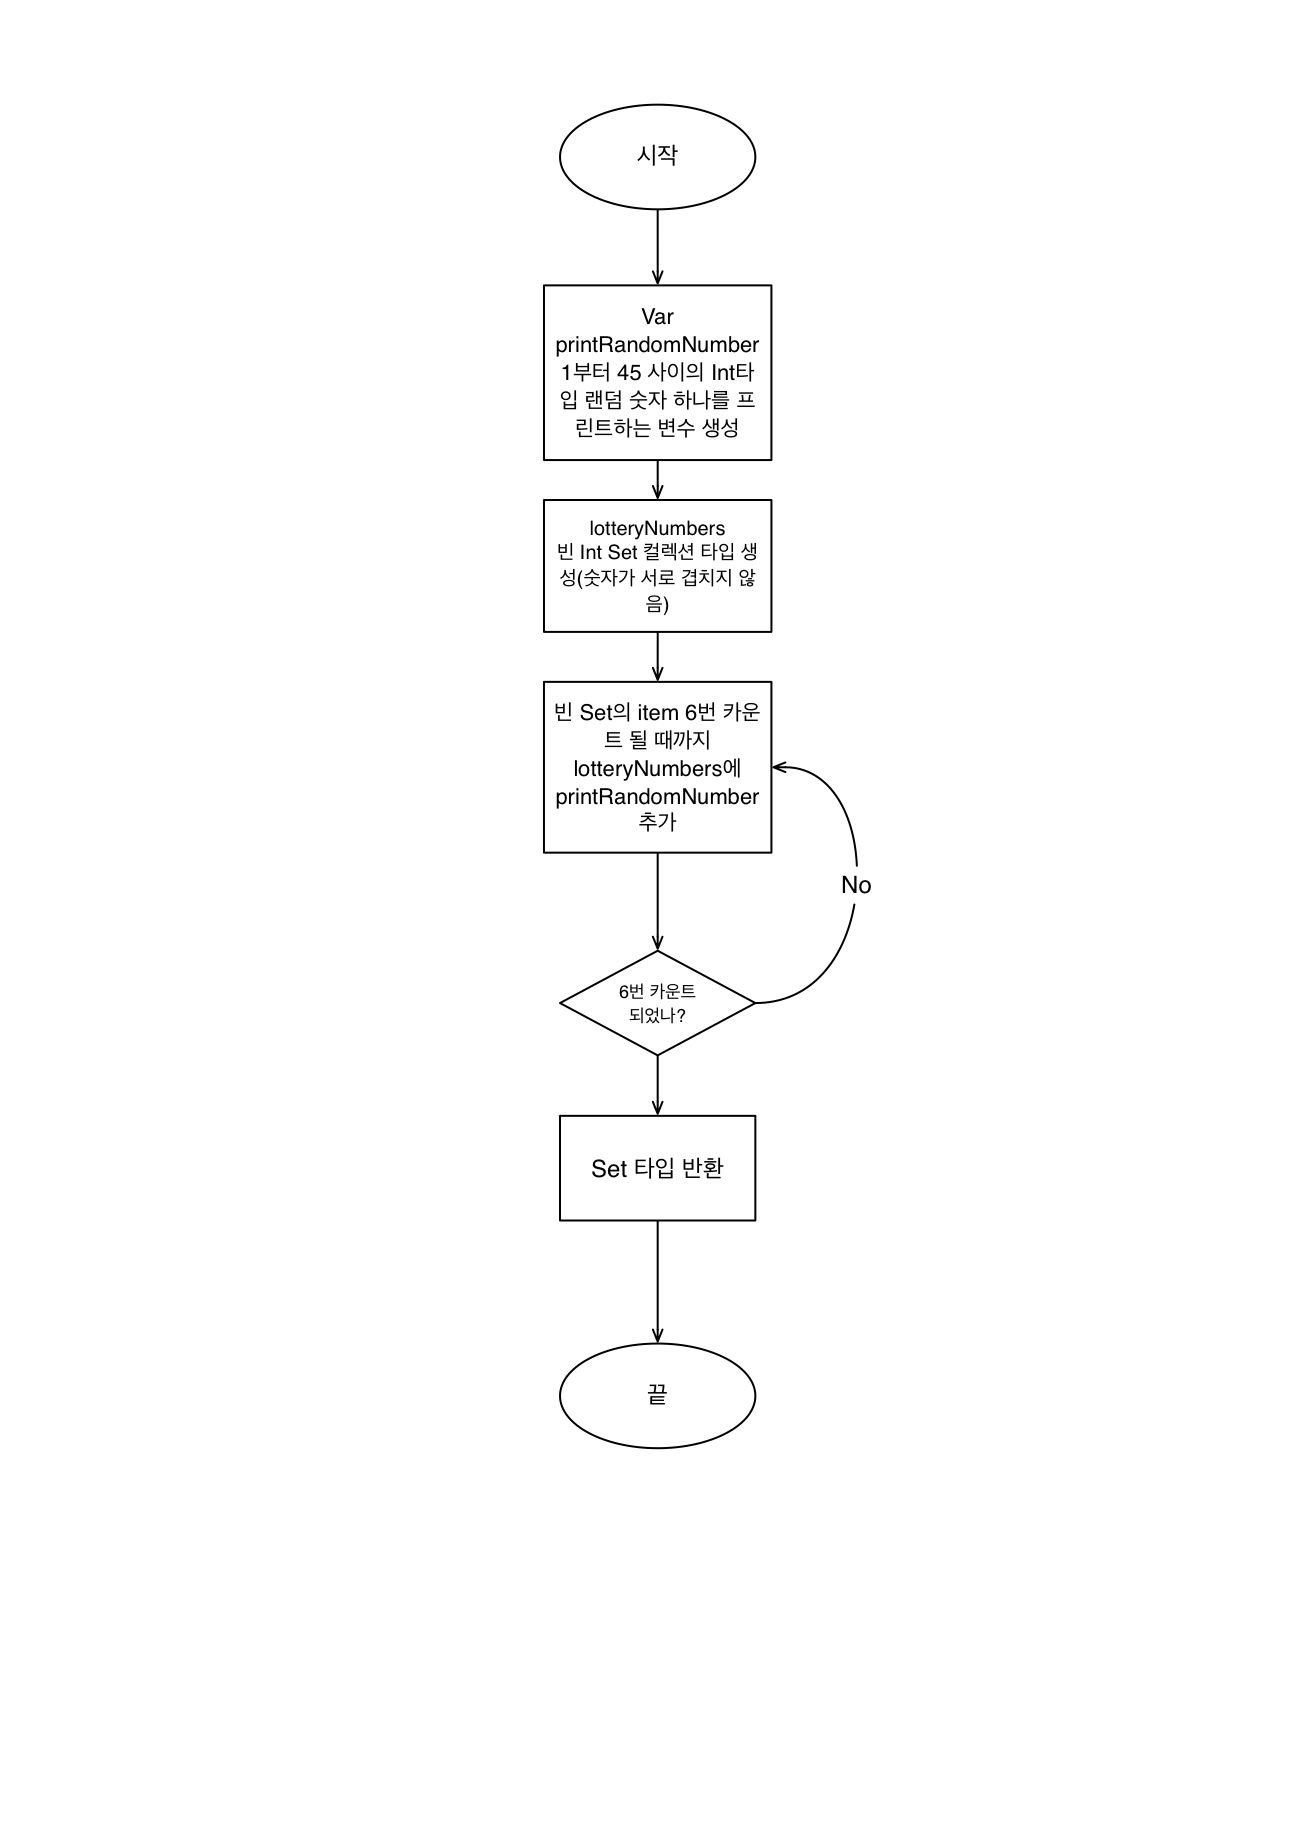 시작
Var
printRandomNumber
1부터 45 사이의 Int타
입 랜덤 숫자 하나를 프
린트하는 변수 생성
lotteryNumbers
빈 Int Set 컬렉션 타입 생
성(숫자가 서로 겹치지 않
음)
빈 Set의 item 6번 카운
트 될 때까지
lotteryNumbers에
printRandomNumber
추가
No
6번 카운트
되었나?
Set 타입 반환
끝